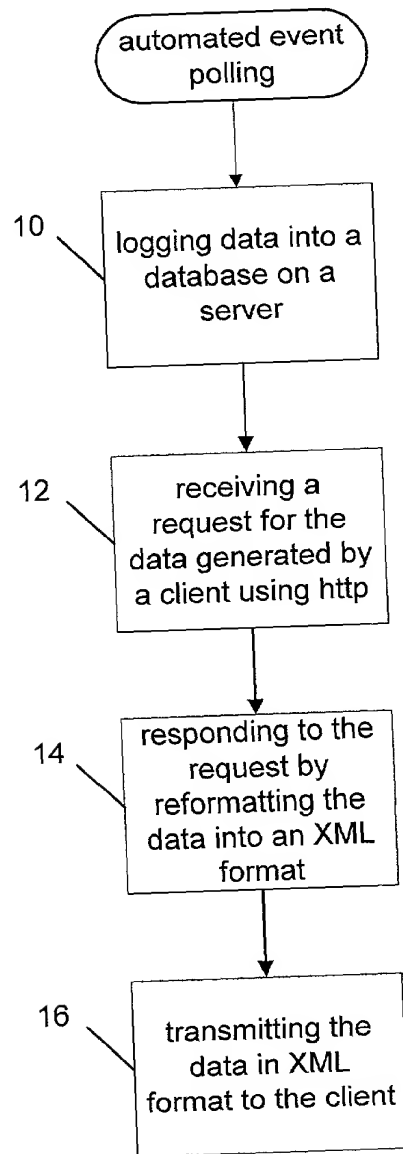 automated event
polling
10
logging data into a
database on a
server
12
receiving a
request for the
data generated by
a client using http
14
responding to the
request by
reformatting the
data into an XML
format
16
transmitting the
data in XML
format to the client